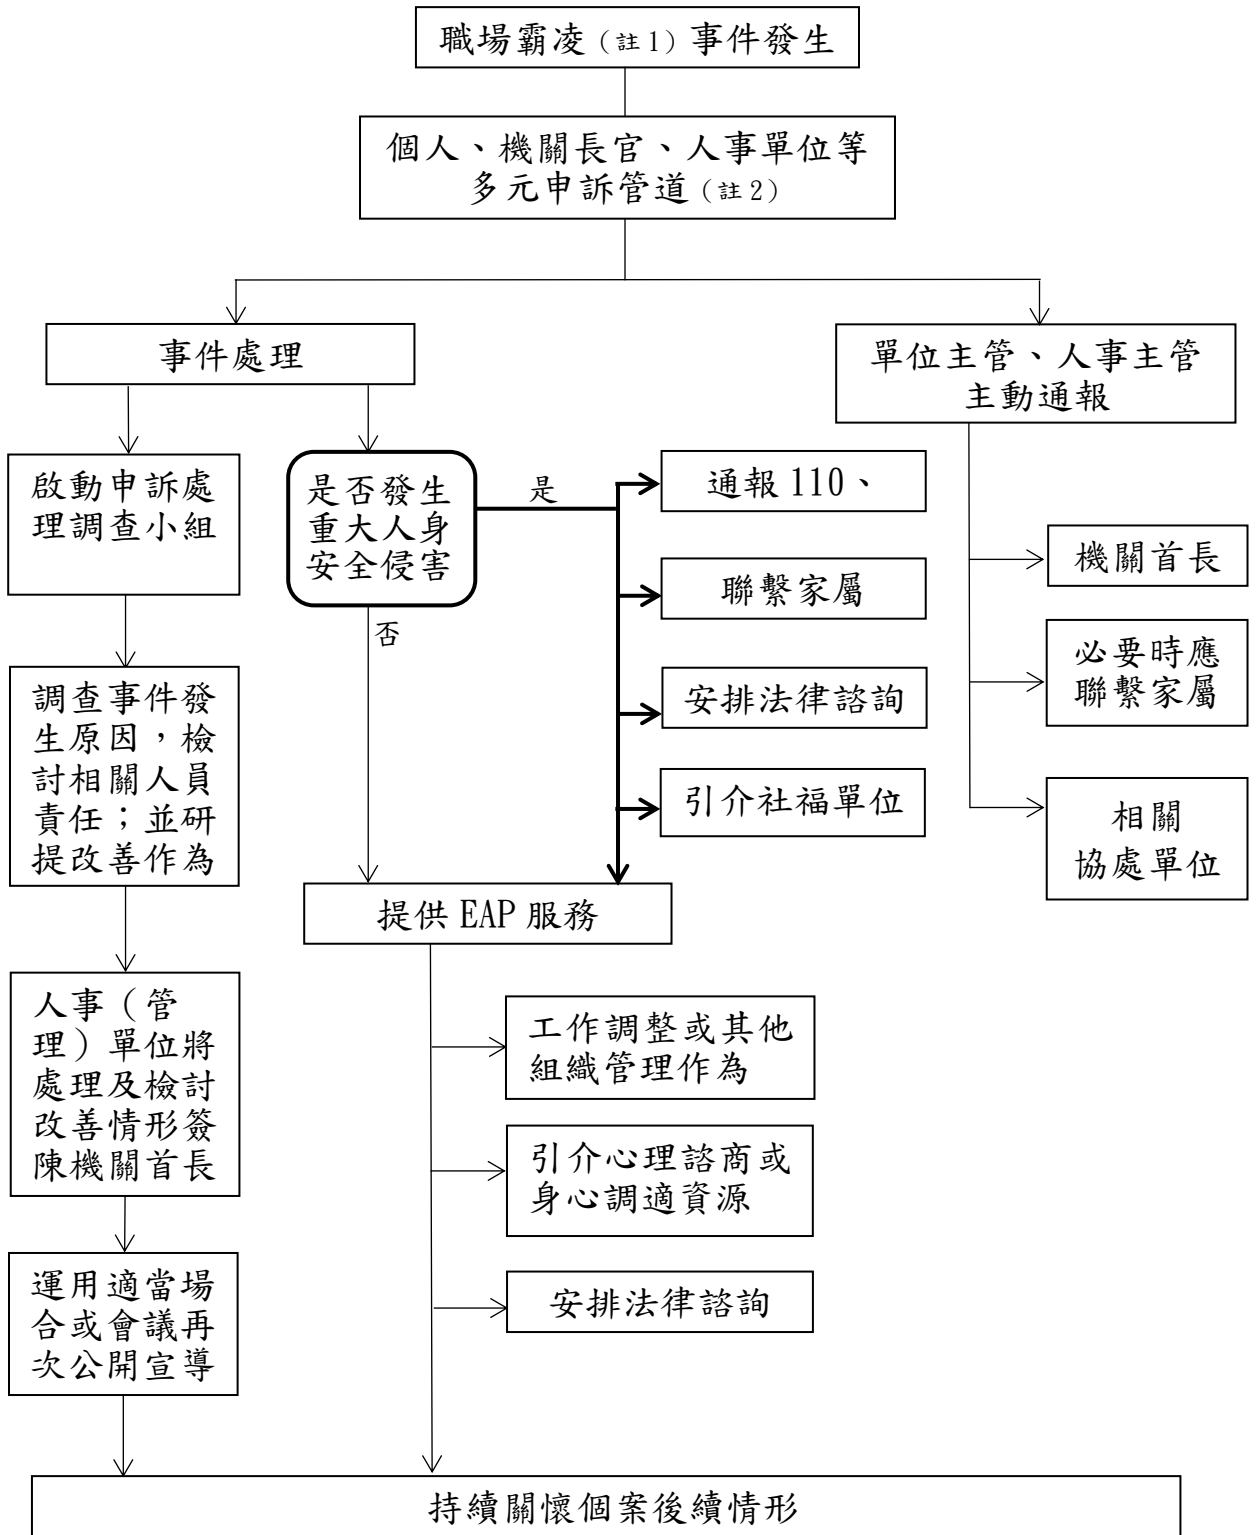 職場霸凌（註1）事件發生
個人、機關長官、人事單位等
多元申訴管道（註2）
事件處理
單位主管、人事主管
主動通報
啟動申訴處
理調查小組
是否發生
重大人身
安全侵害
是
否
通報 110、
聯繫家屬
安排法律諮詢
引介社福單位
機關首長
必要時應
聯繫家屬
相關
協處單位
調查事件發
生原因，檢
討相關人員
責任；並研
提改善作為
提供 EAP 服務
人事（管
理）單位將
處理及檢討
改善情形簽
陳機關首長
工作調整或其他
組織管理作為
引介心理諮商或
身心調適資源
安排法律諮詢
運用適當場
合或會議再
次公開宣導
持續關懷個案後續情形